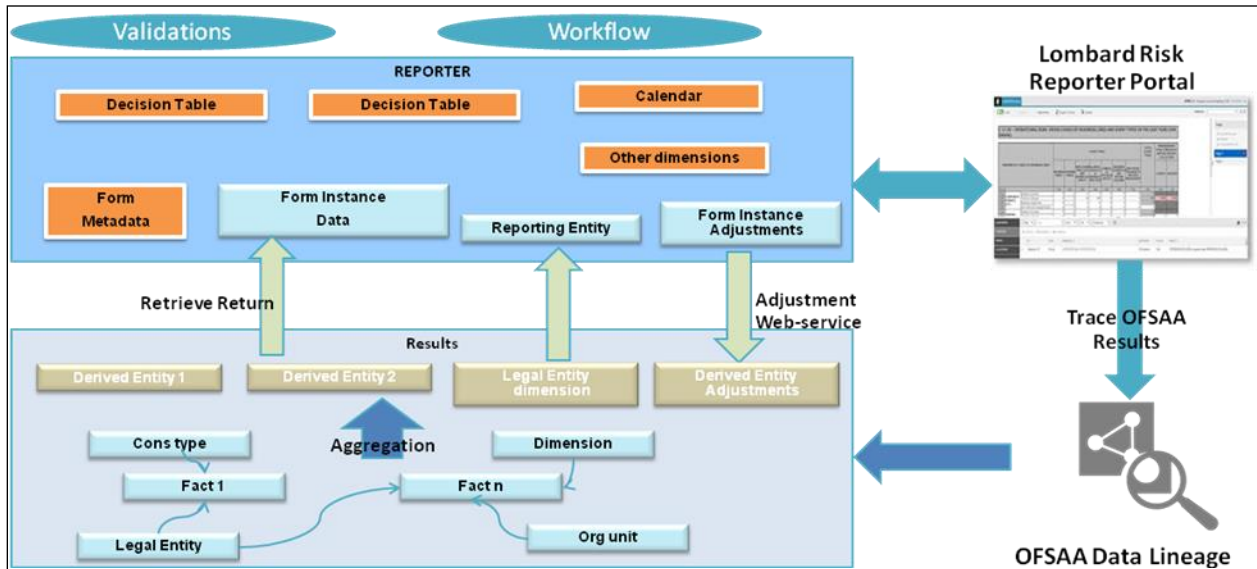 Validations
Workflow
REPORTER
Decision Table
Decision Table
Calendar
Other dimensions
Form
Metadata
Form Instance
Data
Reporting Entity
Form Instance
Adjustments
Lombard Risk
Reporter Portal
Retrieve Return
Adjustment
Web-service
Trace OFSAA
Results
Results
Derived Entity 1
Derived Entity 2
Legal Entity
dimension
Derived Entity
Adjustments
Cons type
Aggregation
Dimension
Fact 1
Fact n
Legal Entity
Org unit
OFSAA Data Lineage